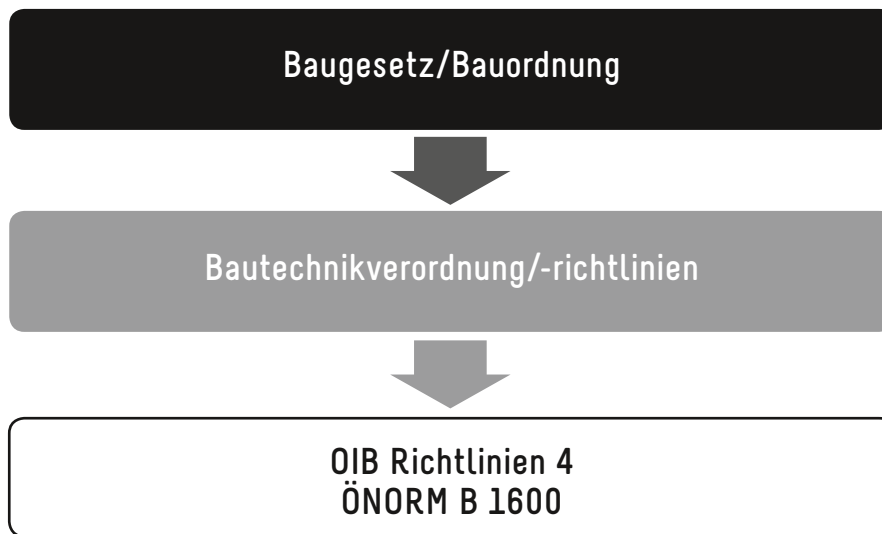 Baugesetz/Bauordnung
Bautechnikverordnung/-richtlinien
OIB Richtlinien 4
ÖNORM B 1600